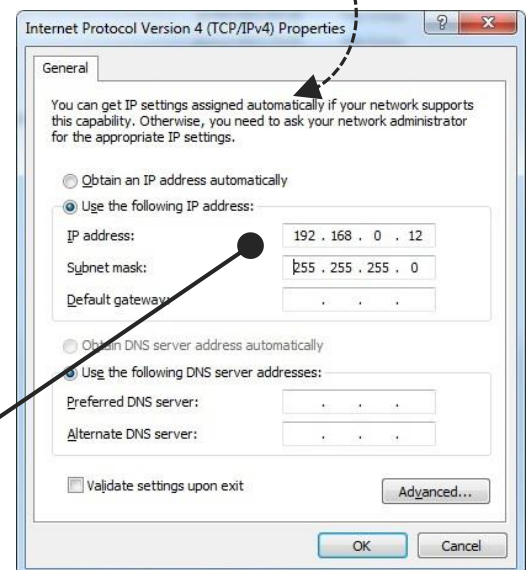 Internet Protocol Version 4 (TCP/IPv4) Properties
General
You can get IP settings assigned automatically if your network supports
this capability. Otherwise, you need to ask your network administrator
for the appropriate IP settings.
Obtain an IP address automatically
Use the following IP address:
IP address: 192 . 168 . 0 . 12
Subnet mask: 255 . 255 . 255 . 0
Default gateway: . . .
Obtain DNS server address automatically
Use the following DNS server addresses:
Preferred DNS server: . . .
Alternate DNS server: . . .
Validate settings upon exit
Advanced...
OK Cancel